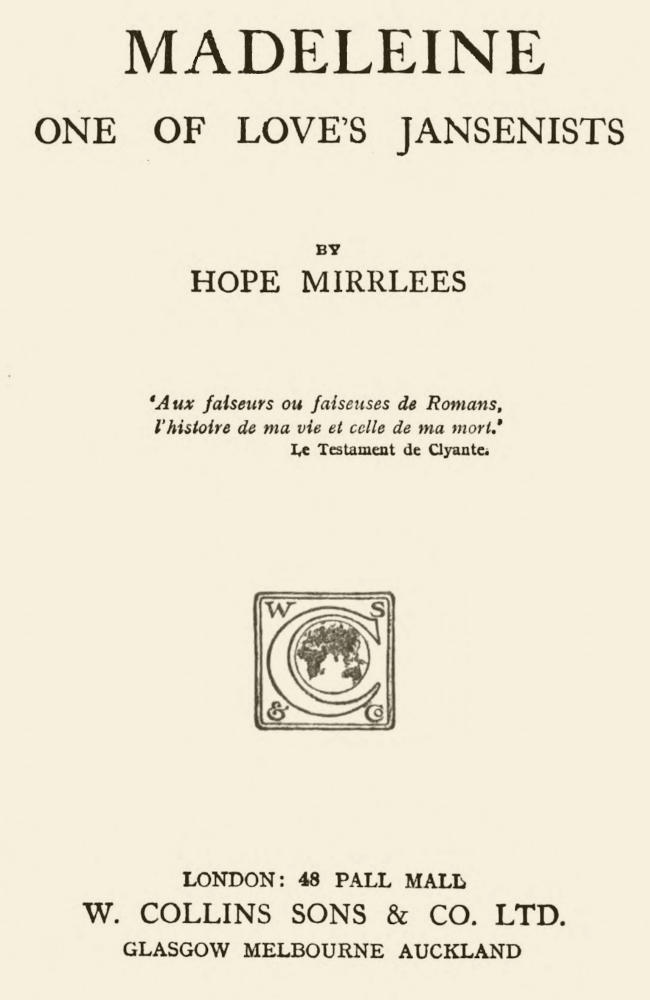 MADELEINE
ONE OF LOVE'S JANSENISTS
BY
HOPE MIRRLEES
'Aux faiseurs ou faiseuses de Romans,
l'histoire de ma vie et celle de ma mort.'
Le Testament de Clyante.
W S
C
& Co
LONDON: 48 PALL MALL
W. COLLINS SONS & CO. LTD.
GLASGOW MELBOURNE AUCKLAND